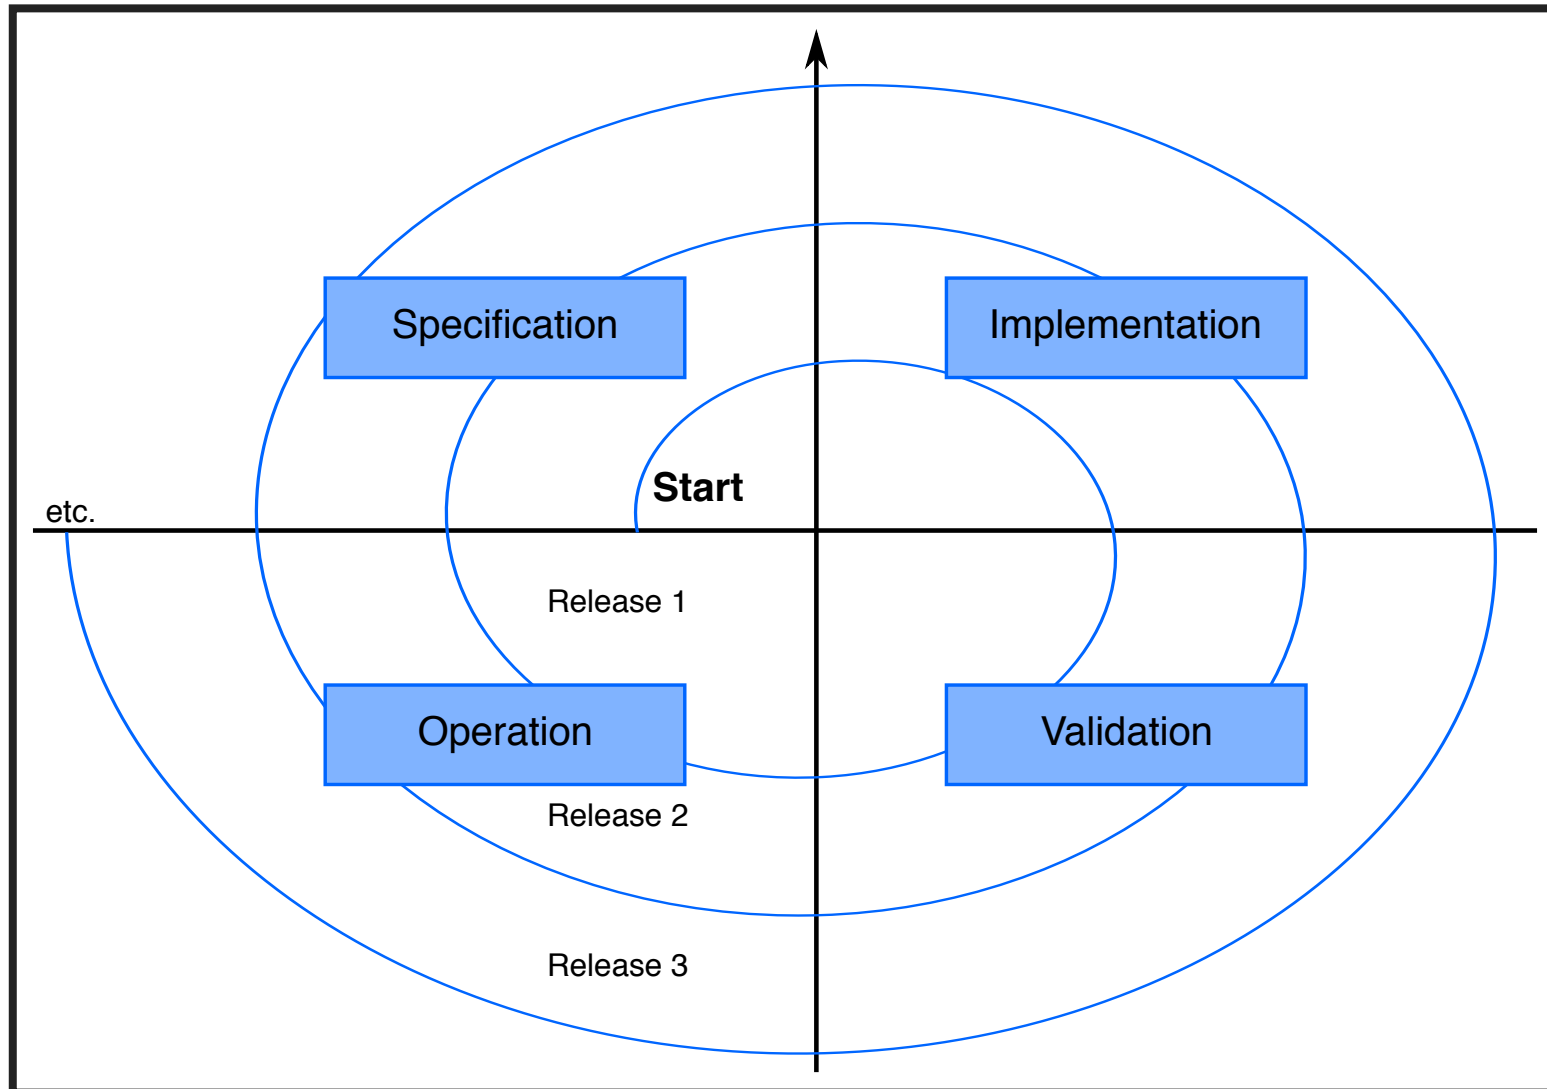 Specification
Implementation
Start
etc.
Release 1
Operation
Validation
Release 2
Release 3